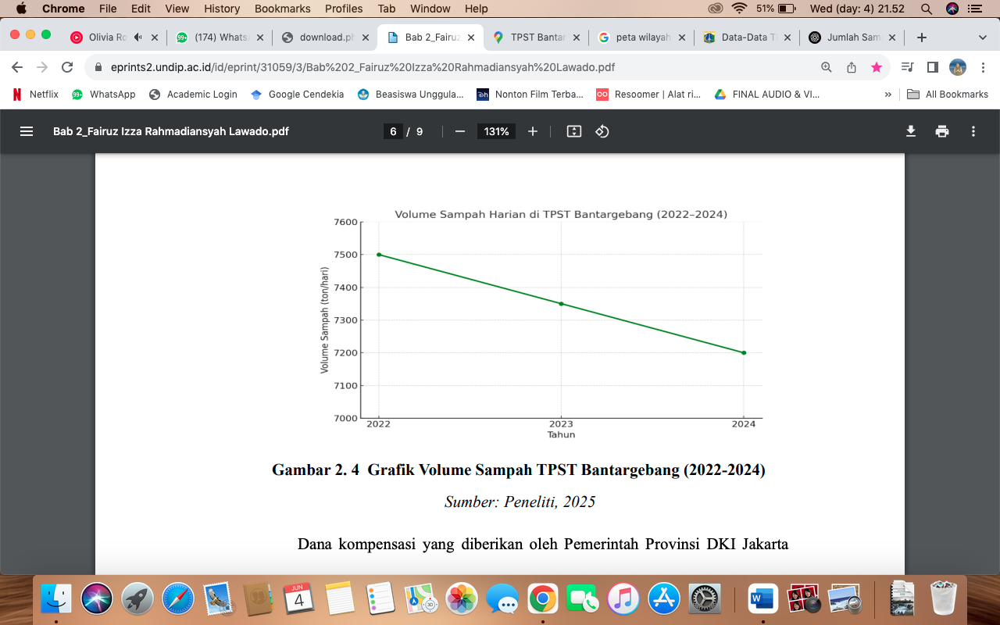 Chrome File Edit View History Bookmarks Profiles Tab Window Help 51% Wed (day: 4) 21.52
Olivia Ro (174) Whats download.p Bab 2_Fairuz TPST Bantar peta wilayah Data-Data T Jumlah Sam
eprints2.undip.ac.id/id/eprint/31059/3/Bab%202_Fairuz%20Izza%20Rahmadiansyah%20Lawado.pdf
Netflix WhatsApp Academic Login Google Cendekia Beasiswa Unggula... Nonton Film Terba... Resoomer | Alat ri... FINAL AUDIO & VI... » All Bookmarks
Bab 2_Fairuz Izza Rahmadiansyah Lawado.pdf 6 / 9 131%
Volume Sampah Harian di TPST Bantargebang (2022–2024)
Volume Sampah (ton/hari)
7600
7500
7400
7300
7200
7100
7000
2022 2023 2024
Tahun
Gambar 2. 4 Grafik Volume Sampah TPST Bantargebang (2022-2024)
Sumber: Peneliti, 2025
Dana kompensasi yang diberikan oleh Pemerintah Provinsi DKI Jakarta
JUN
4